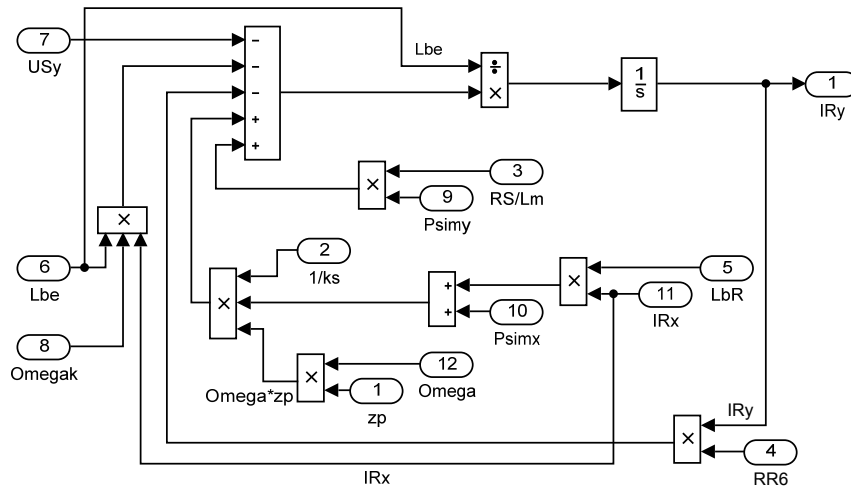 7
USy
−
−
−
+
+
Lbe
÷
×
1
s
1
IRy
×
3
RS/Lm
9
Psimy
×
6
Lbe
8
Omegak
×
2
1/ks
+
+
×
5
LbR
11
IRx
10
Psimx
Omega*zp
×
12
Omega
1
zp
IRy
×
4
RR6
IRx